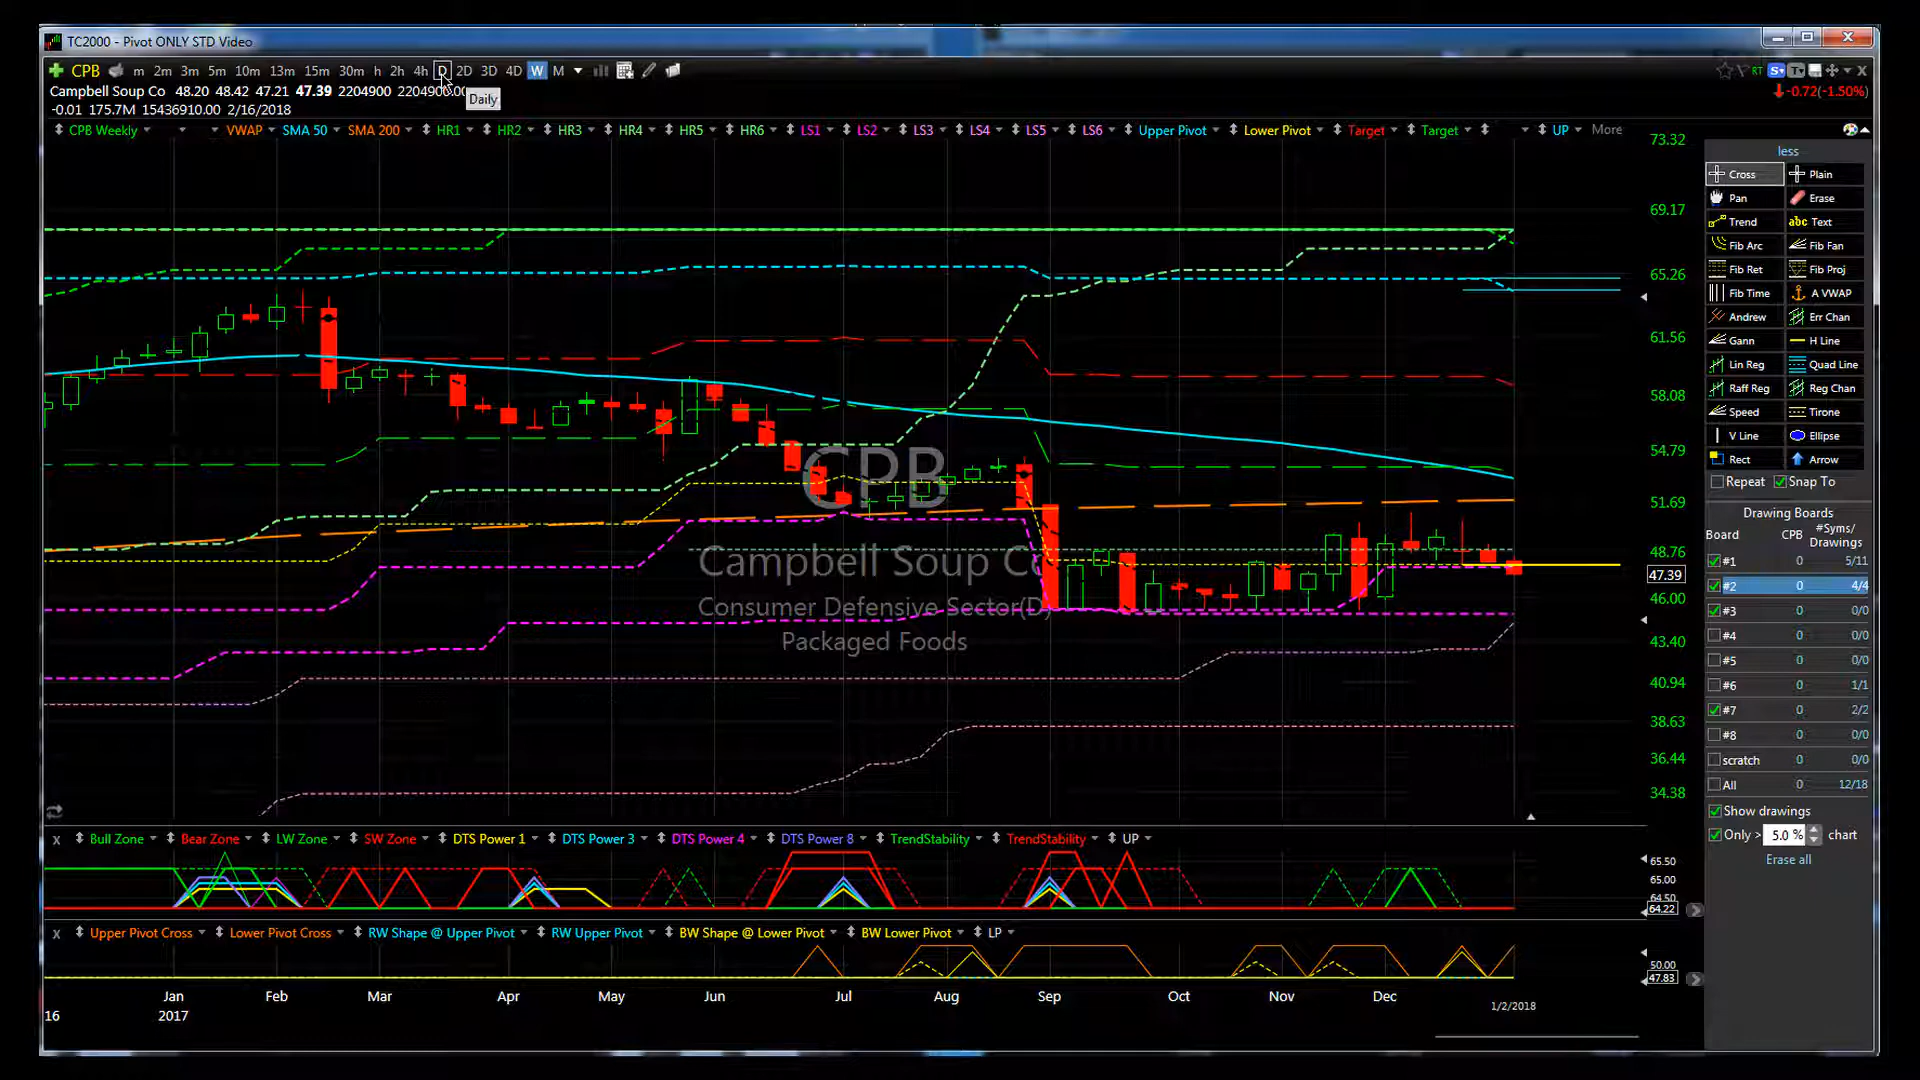 TC2000 - Pivot ONLY STD Video
CPB m 2m 3m 5m 10m 13m 15m 30m h 2h 4h D 2D 3D 4D W M RT S T X
Campbell Soup Co 48.20 48.42 47.21 47.39 2204900 2204900.00 -0.72(-1.50%)
Daily
-0.01 175.7M 15436910.00 2/16/2018
CPB Weekly VWAP SMA 50 SMA 200 HR1 HR2 HR3 HR4 HR5 HR6 LS1 LS2 LS3 LS4 LS5 LS6 Upper Pivot Lower Pivot Target Target UP More
73.32
69.17
65.26
61.56
58.08
54.79
51.69
48.76
47.39
46.00
43.40
40.94
38.63
36.44
34.38
CPB
Campbell Soup Co
Consumer Defensive Sector(D)
Packaged Foods
less
Cross Plain
Pan Erase
Trend abc Text
Fib Arc Fib Fan
Fib Ret Fib Proj
Fib Time A VWAP
Andrew Err Chan
Gann H Line
Lin Reg Quad Line
Raff Reg Reg Chan
Speed Tirone
V Line Ellipse
Rect Arrow
Repeat Snap To
Drawing Boards
Board CPB #Syms/
Drawings
#1 0 5/11
#2 0 4/4
#3 0 0/0
#4 0 0/0
#5 0 0/0
#6 0 1/1
#7 0 2/2
#8 0 0/0
scratch 0 0/0
All 0 12/18
Show drawings
Only > 5.0 % chart
Erase all
x Bull Zone Bear Zone LW Zone SW Zone DTS Power 1 DTS Power 3 DTS Power 4 DTS Power 8 TrendStability TrendStability UP
65.50
65.00
64.50
64.22
x Upper Pivot Cross Lower Pivot Cross RW Shape @ Upper Pivot RW Upper Pivot BW Shape @ Lower Pivot BW Lower Pivot LP
50.00
47.83
Jan Feb Mar Apr May Jun Jul Aug Sep Oct Nov Dec
1/2/2018
16 2017